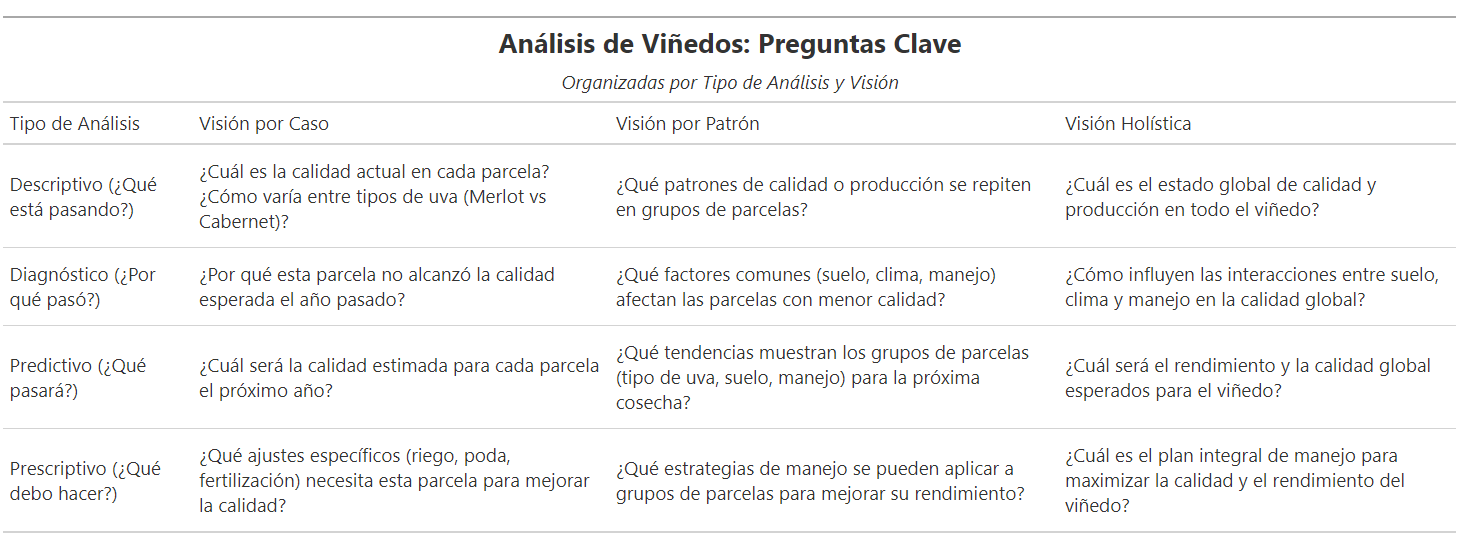 Análisis de Viñedos: Preguntas Clave
Organizadas por Tipo de Análisis y Visión
Tipo de Análisis
Visión por Caso
Visión por Patrón
Visión Holística
Descriptivo (¿Qué
está pasando?)
¿Cuál es la calidad actual en cada parcela?
¿Cómo varía entre tipos de uva (Merlot vs
Cabernet)?
¿Qué patrones de calidad o producción se repiten
en grupos de parcelas?
¿Cuál es el estado global de calidad y
producción en todo el viñedo?
Diagnóstico (¿Por
qué pasó?)
¿Por qué esta parcela no alcanzó la calidad
esperada el año pasado?
¿Qué factores comunes (suelo, clima, manejo)
afectan las parcelas con menor calidad?
¿Cómo influyen las interacciones entre suelo,
clima y manejo en la calidad global?
Predictivo (¿Qué
pasará?)
¿Cuál será la calidad estimada para cada parcela
el próximo año?
¿Qué tendencias muestran los grupos de parcelas
(tipo de uva, suelo, manejo) para la próxima
cosecha?
¿Cuál será el rendimiento y la calidad global
esperados para el viñedo?
Prescriptivo (¿Qué
debo hacer?)
¿Qué ajustes específicos (riego, poda,
fertilización) necesita esta parcela para mejorar
la calidad?
¿Qué estrategias de manejo se pueden aplicar a
grupos de parcelas para mejorar su rendimiento?
¿Cuál es el plan integral de manejo para
maximizar la calidad y el rendimiento del
viñedo?